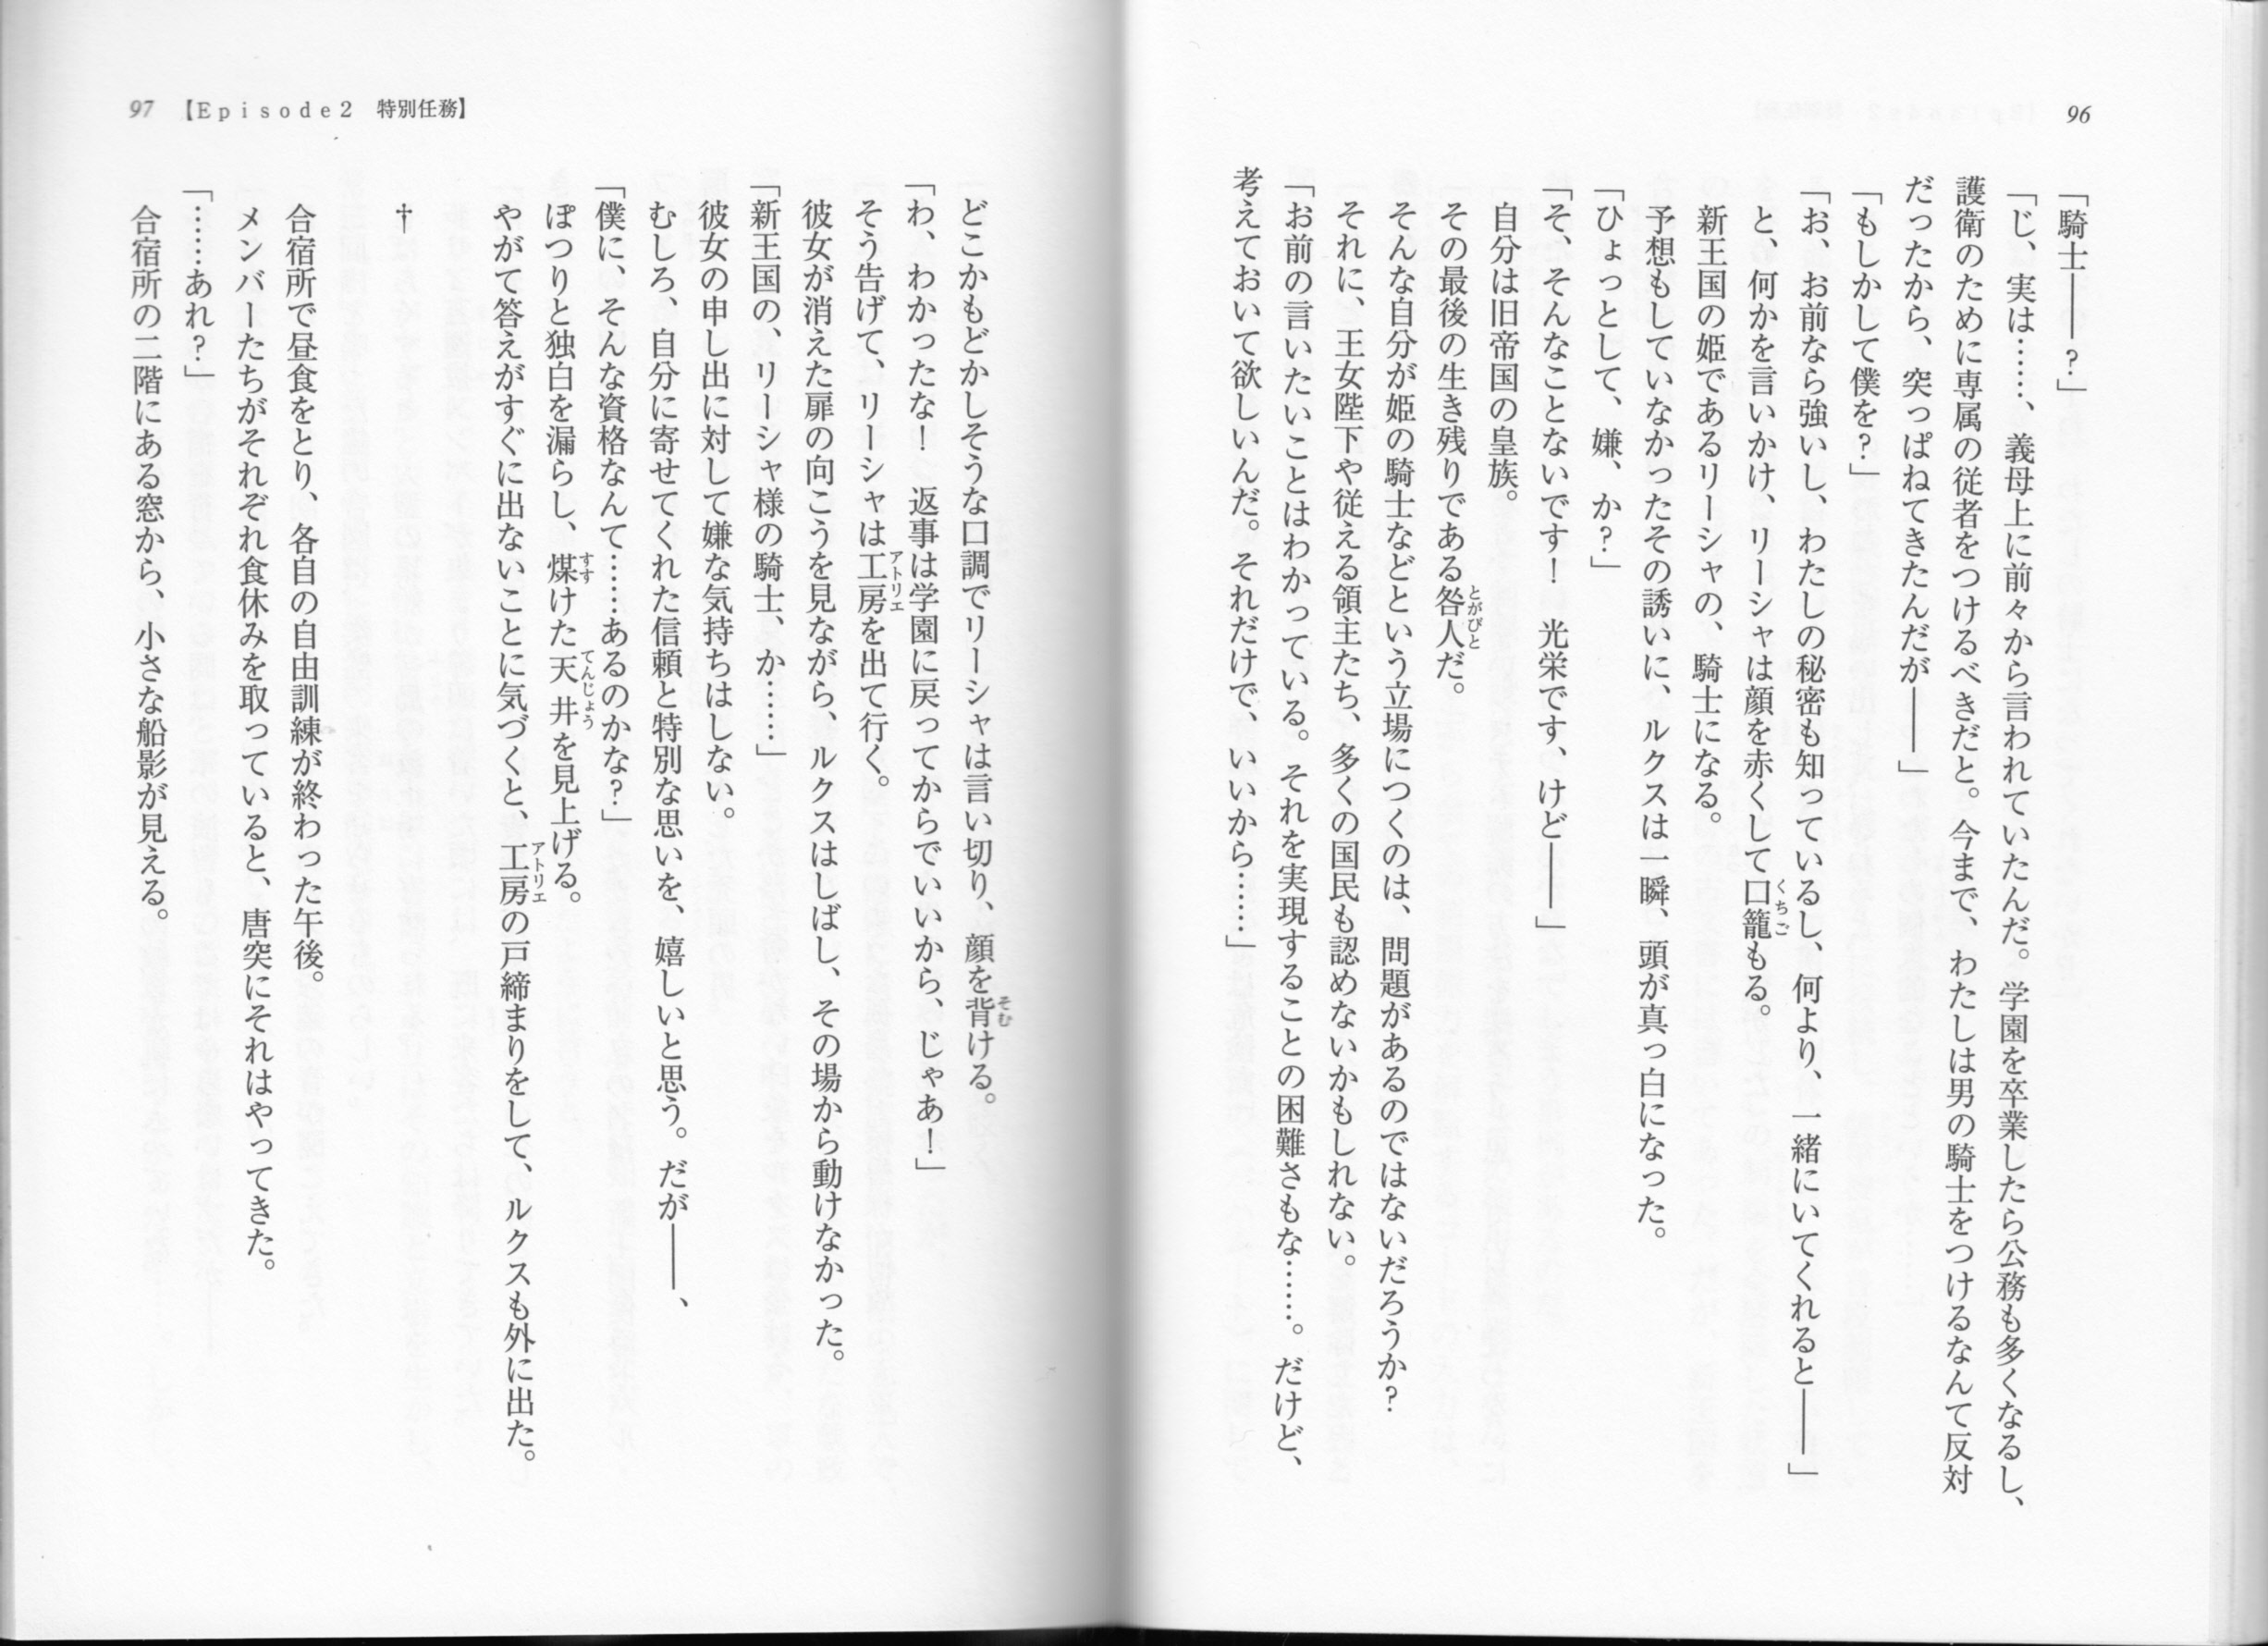 96
「騎士――？」
「じ、実は……、義母上に前々から言われていたんだ。学園を卒業したら公務も多くなるし、
護衛のために専属の従者をつけるべきだと。今まで、わたしは男の騎士をつけるなんて反対
だったから、突っぱねてきたんだが――」
「もしかして僕を？」
「お、お前なら強いし、わたしの秘密も知っているし、何より、一緒にいてくれると――」
と、何かを言いかけ、リーシャは顔を赤くして口籠くちごもる。
新王国の姫であるリーシャの、騎士になる。
予想もしていなかったその誘いに、ルクスは一瞬、頭が真っ白になった。
「ひょっとして、嫌、か？」
「そ、そんなことないです！　光栄です、けど――」
自分は旧帝国の皇族。
その最後の生き残りである咎人とがびとだ。
そんな自分が姫の騎士などという立場につくのは、問題があるのではないだろうか？
それに、王女陛下や従える領主たち、多くの国民も認めないかもしれない。
「お前の言いたいことはわかっている。それを実現することの困難さもな……。だけど、
考えておいて欲しいんだ。それだけで、いいから……」
97 【Episode2　特別任務】
どこかもどかしそうな口調でリーシャは言い切り、顔を背そむける。
「わ、わかったな！　返事は学園に戻ってからでいいから、じゃあ！」
そう告げて、リーシャは工房アトリエを出て行く。
彼女が消えた扉の向こうを見ながら、ルクスはしばし、その場から動けなかった。
「新王国の、リーシャ様の騎士、か……」
彼女の申し出に対して嫌な気持ちはしない。
むしろ、自分に寄せてくれた信頼と特別な思いを、嬉しいと思う。だが――、
「僕に、そんな資格なんて……あるのかな？」
ぽつりと独白を漏らし、煤すすけた天井てんじょうを見上げる。
やがて答えがすぐに出ないことに気づくと、工房アトリエの戸締まりをして、ルクスも外に出た。
†
合宿所で昼食をとり、各自の自由訓練が終わった午後。
メンバーたちがそれぞれ食休みを取っていると、唐突にそれはやってきた。
「……あれ？」
合宿所の二階にある窓から、小さな船影が見える。